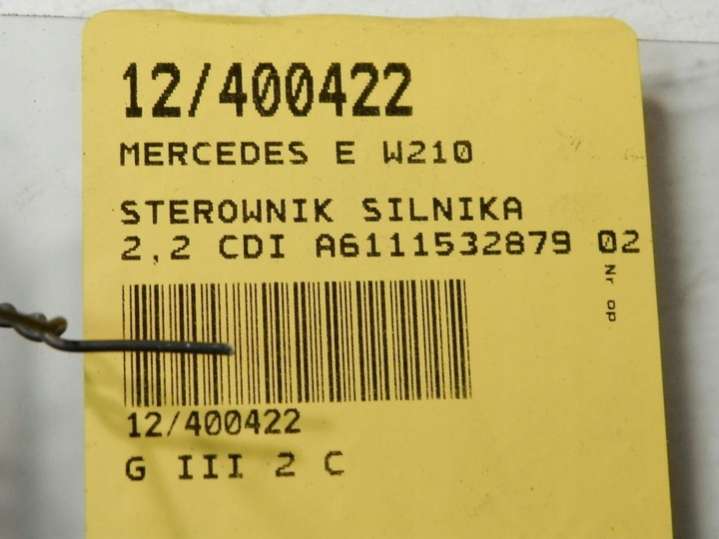 12/400422
MERCEDES E W210
STEROWNIK SILNIKA
2,2 CDI A6111532879 02
Nr op
12/400422
G III 2 C